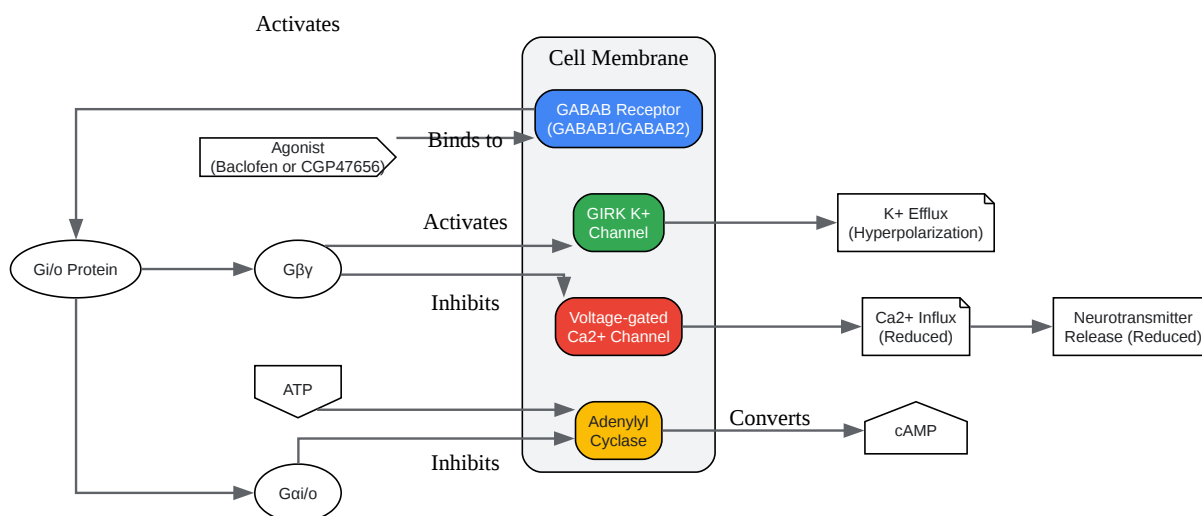 Activates
Cell Membrane
GABAB Receptor
(GABAB1/GABAB2)
Binds to
Agonist
(Baclofen or CGP47656)
Activates
GIRK K+
Channel
K+ Efflux
(Hyperpolarization)
Gi/o Protein
Gβγ
Inhibits
Voltage-gated
Ca2+ Channel
Ca2+ Influx
(Reduced)
Neurotransmitter
Release (Reduced)
ATP
Adenylyl
Cyclase
Converts
cAMP
Inhibits
Gαi/o